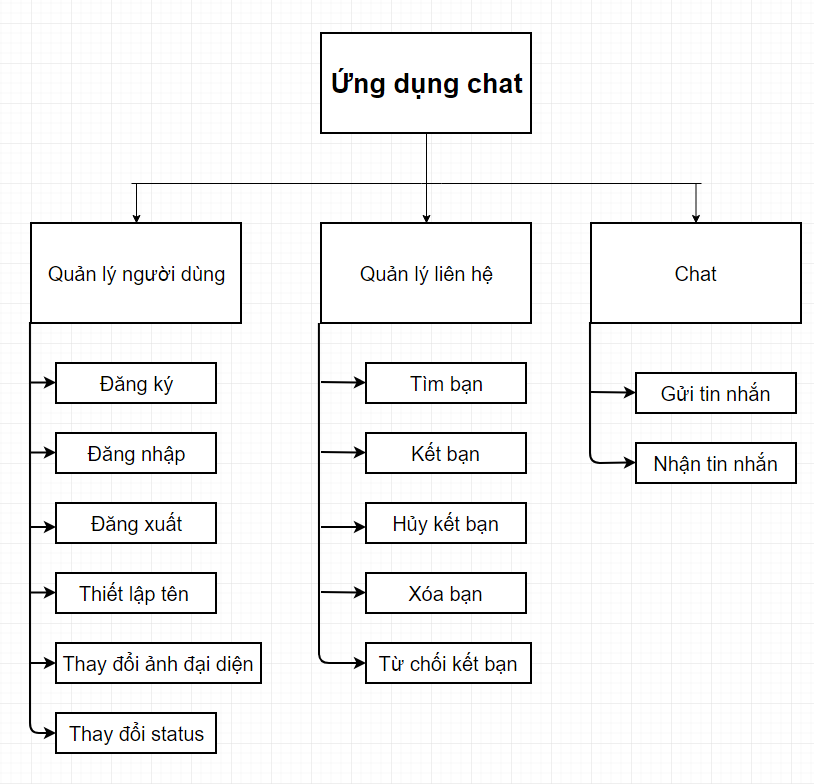 Ứng dụng chat
Quản lý người dùng
Quản lý liên hệ
Chat
Đăng ký
Đăng nhập
Đăng xuất
Thiết lập tên
Thay đổi ảnh đại diện
Thay đổi status
Tìm bạn
Kết bạn
Hủy kết bạn
Xóa bạn
Từ chối kết bạn
Gửi tin nhắn
Nhận tin nhắn